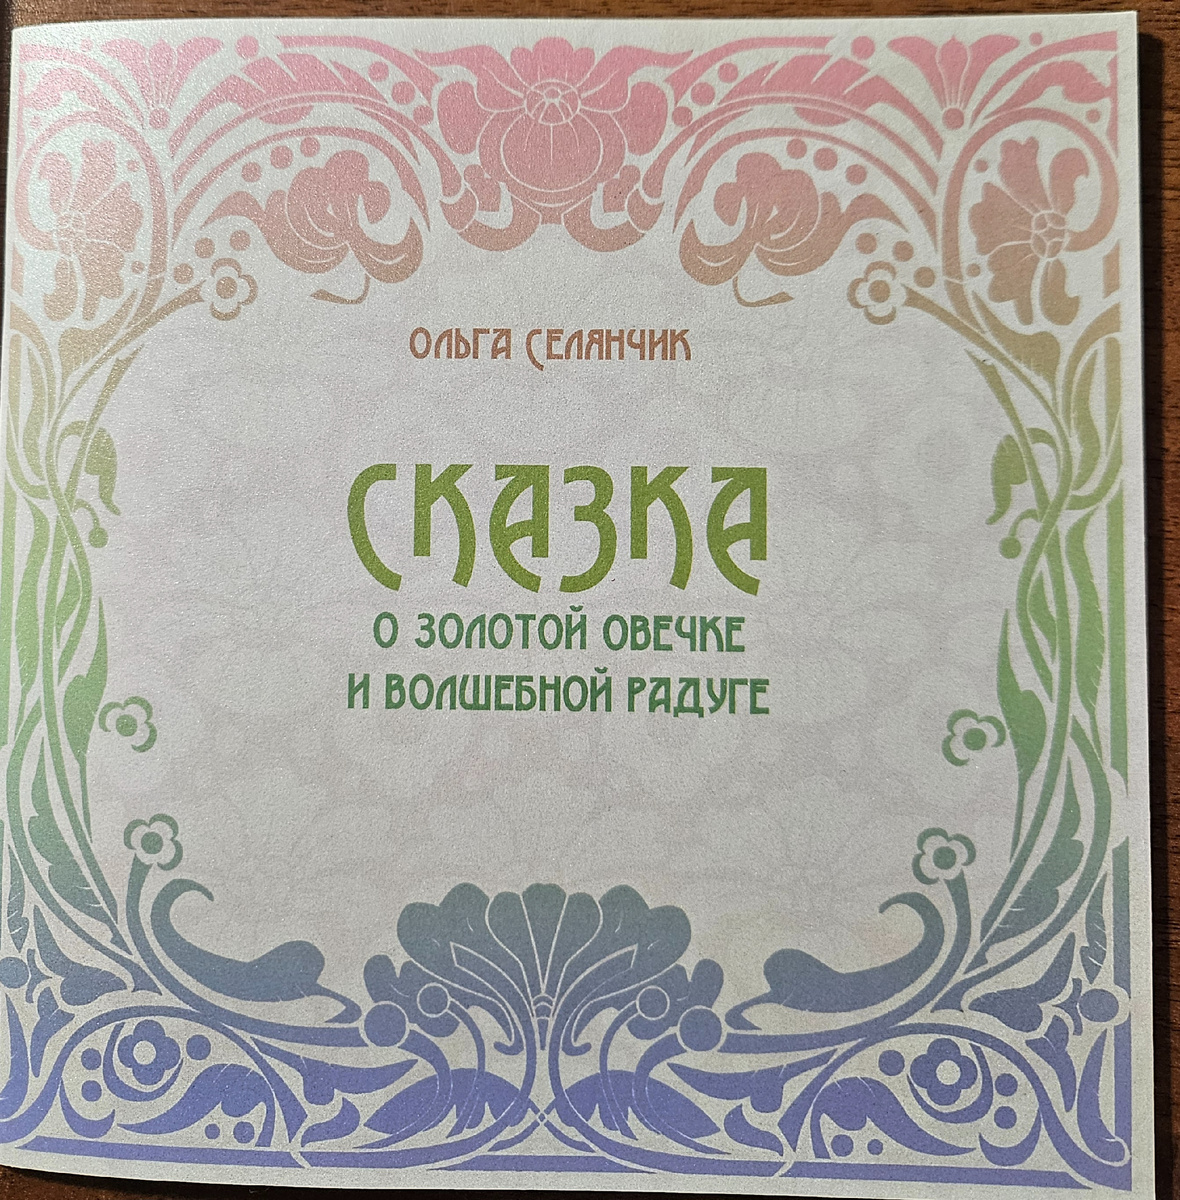 Ольга Селянчик
Сказка
о золотой овечке
и волшебной радуге